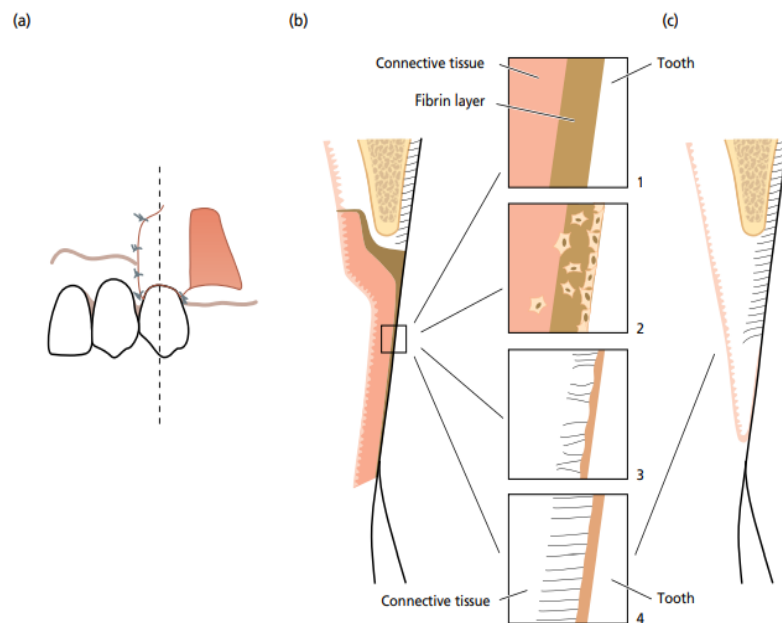 (a)
(b)
(c)
Connective tissue
Tooth
Fibrin layer
1
2
3
Connective tissue
Tooth
4